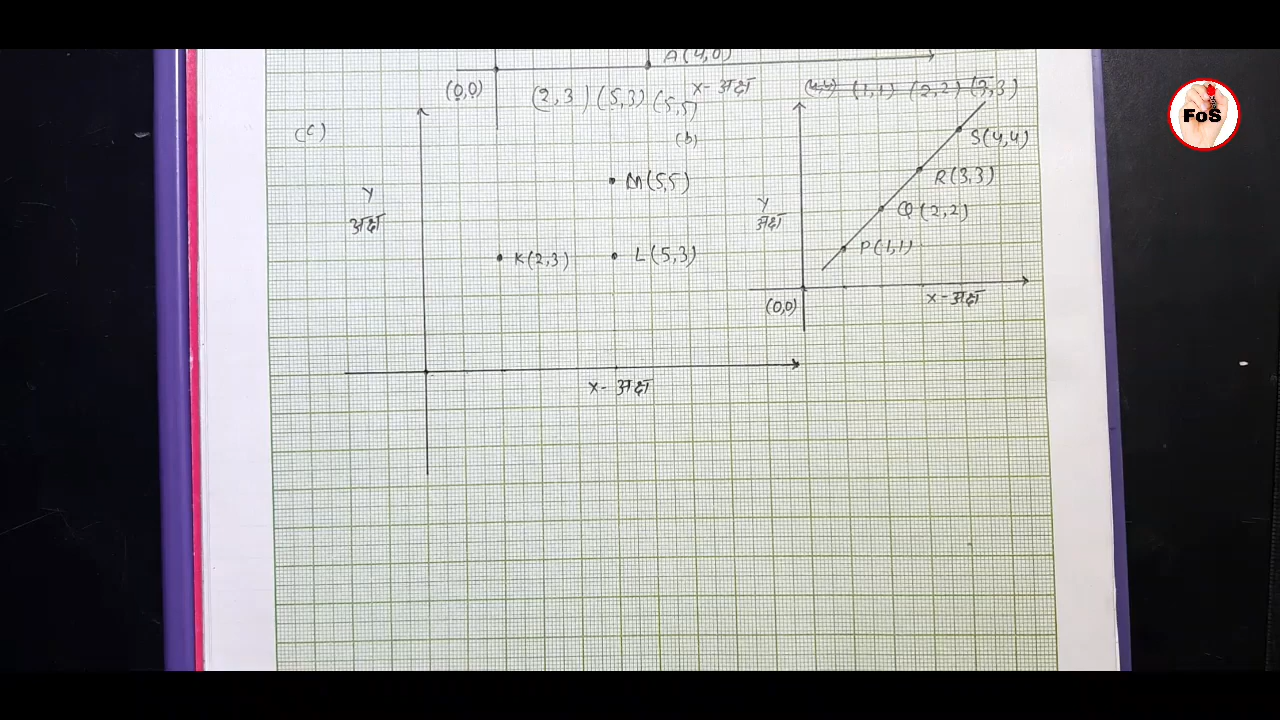 A(4,0)
(0,0)
X- अक्ष
(2,3) (5,3) (5,5)
(1,1) (2,2) (3,3)
(c)
(b)
Y
अक्ष
M(5,5)
K(2,3)
L(5,3)
X- अक्ष
S(4,4)
R(3,3)
Q(2,2)
P(1,1)
Y
अक्ष
(0,0)
X-अक्ष
FoS